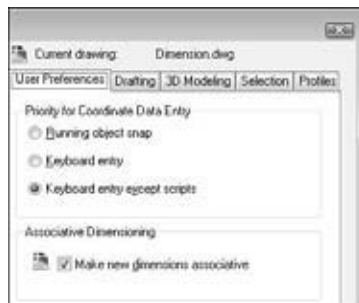 Current drawing: Dimension.dwg
User Preferences Drafting 3D Modeling Selection Profiles
Priority for Coordinate Data Entry
Running object snap
Keyboard entry
Keyboard entry except scripts
Associative Dimensioning
Make new dimensions associative